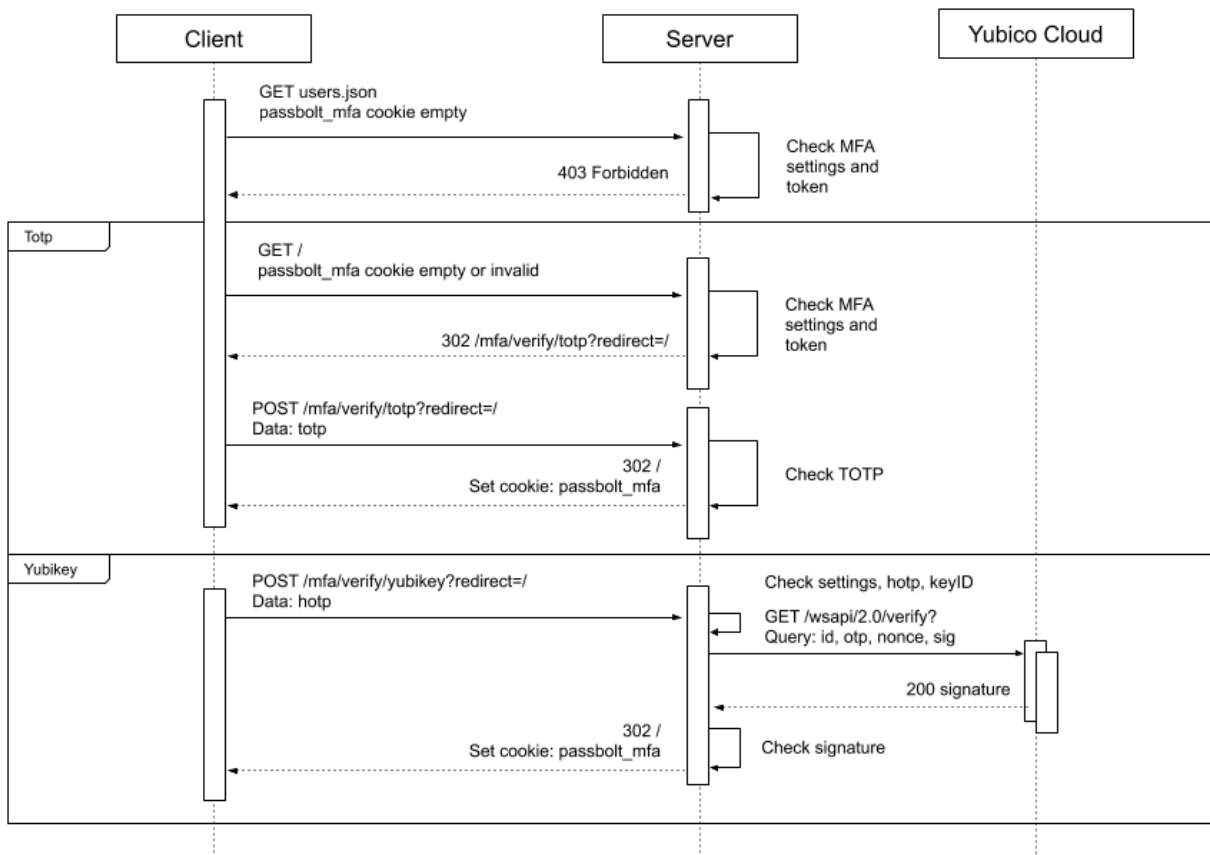 Client
Server
Yubico Cloud
GET users.json
passbolt_mfa cookie empty
Check MFA
settings and
token
403 Forbidden
Totp
GET /
passbolt_mfa cookie empty or invalid
Check MFA
settings and
token
302 /mfa/verify/totp?redirect=/
POST /mfa/verify/totp?redirect=/
Data: totp
302 /
Set cookie: passbolt_mfa
Check TOTP
Yubikey
POST /mfa/verify/yubikey?redirect=/
Data: hotp
Check settings, hotp, keyID
GET /wsapi/2.0/verify?
Query: id, otp, nonce, sig
200 signature
302 /
Set cookie: passbolt_mfa
Check signature